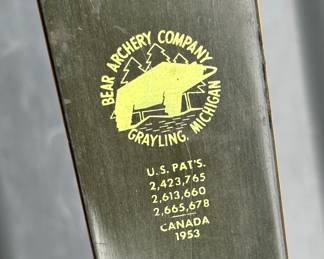 BEAR ARCHERY COMPANY
GRAYLING, MICHIGAN
U.S. PAT'S.
2,423,765
2,613,660
2,665,678
CANADA
1953